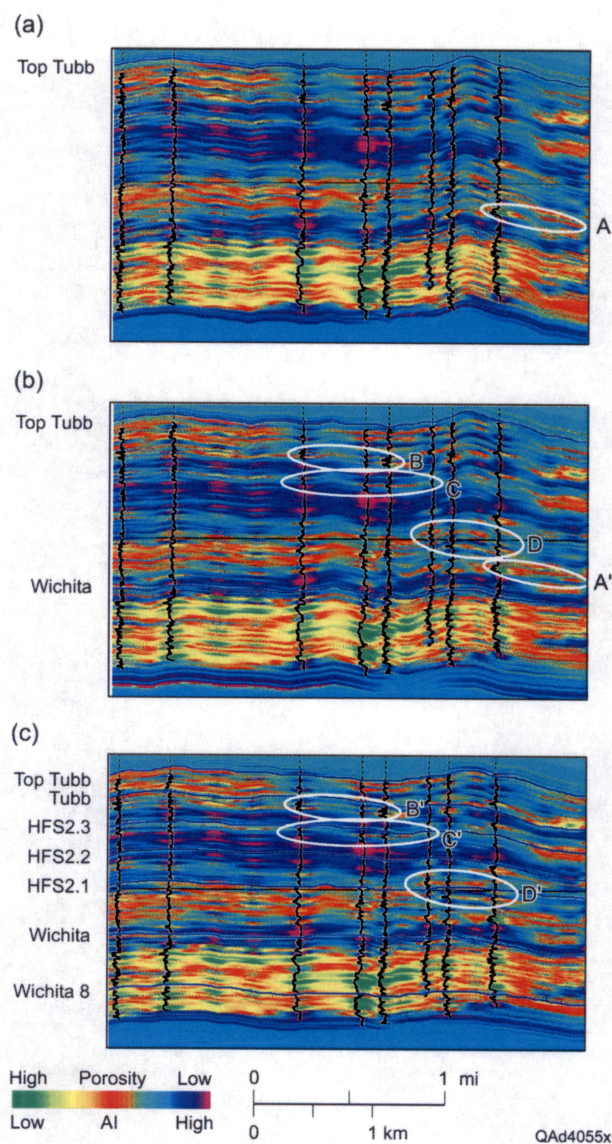 (a)
Top Tubb
A
(b)
Top Tubb
B
C
D
Wichita
A'
(c)
Top Tubb
Tubb
B'
HFS2.3
C'
HFS2.2
HFS2.1
D'
Wichita
Wichita 8
High Porosity Low
Low AI High
0 1 mi
0 1 km
QAd4055x